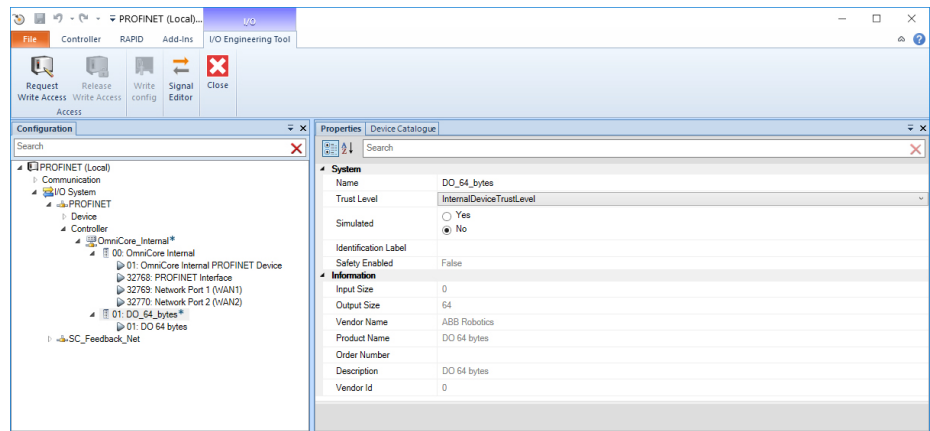 PROFINET (Local)... I/O
File Controller RAPID Add-Ins I/O Engineering Tool
Request Write Access Release Write Access Write config Signal Editor Close
Access
Configuration
Search
PROFINET (Local)
Communication
I/O System
PROFINET
Device
Controller
OmniCore_Internal*
00: OmniCore Internal
01: OmniCore Internal PROFINET Device
32768: PROFINET Interface
32769: Network Port 1 (WAN1)
32770: Network Port 2 (WAN2)
01: DO_64_bytes*
01: DO 64 bytes
SC_Feedback_Net
Properties Device Catalogue
Search
System
Name DO_64_bytes
Trust Level InternalDeviceTrustLevel
Simulated Yes No
Identification Label
Safety Enabled False
Information
Input Size 0
Output Size 64
Vendor Name ABB Robotics
Product Name DO 64 bytes
Order Number
Description DO 64 bytes
Vendor Id 0